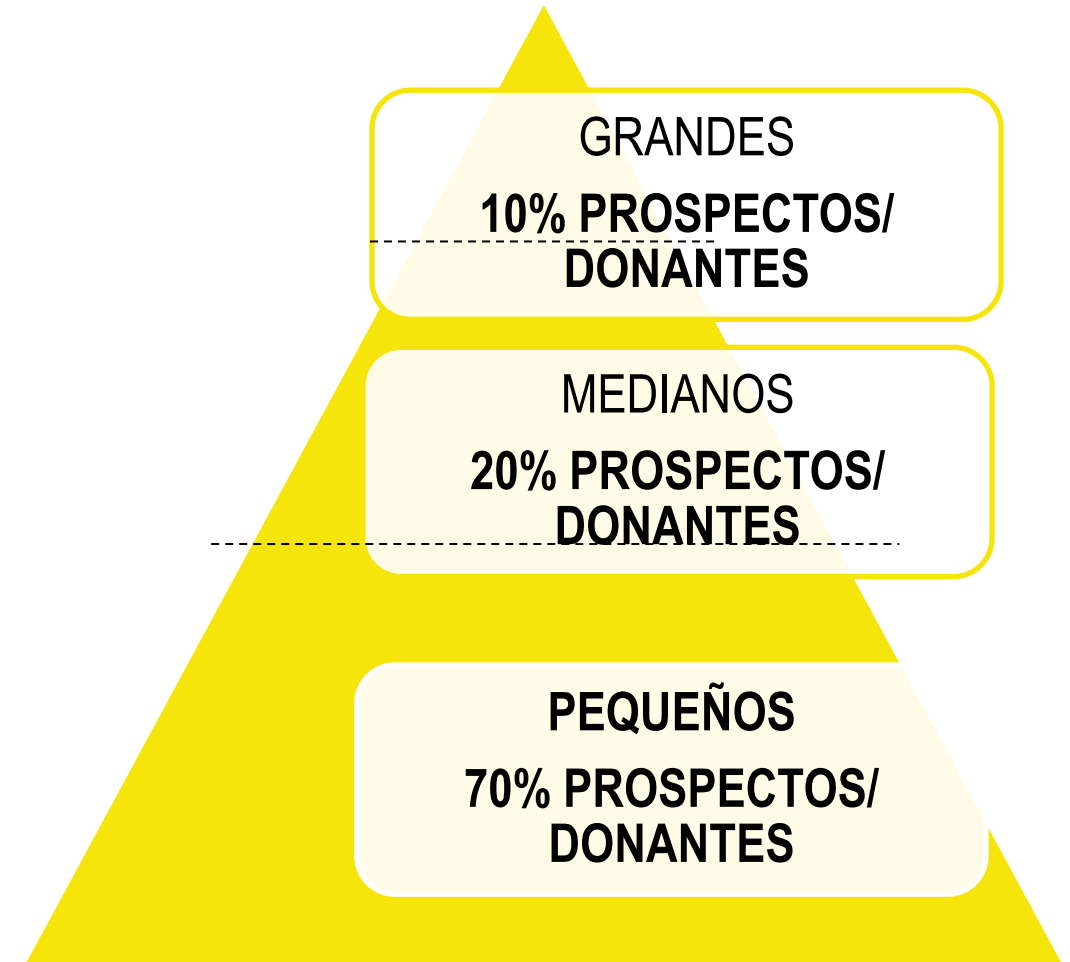 GRANDES
10% PROSPECTOS/
DONANTES
MEDIANOS
20% PROSPECTOS/
DONANTES
PEQUEÑOS
70% PROSPECTOS/
DONANTES